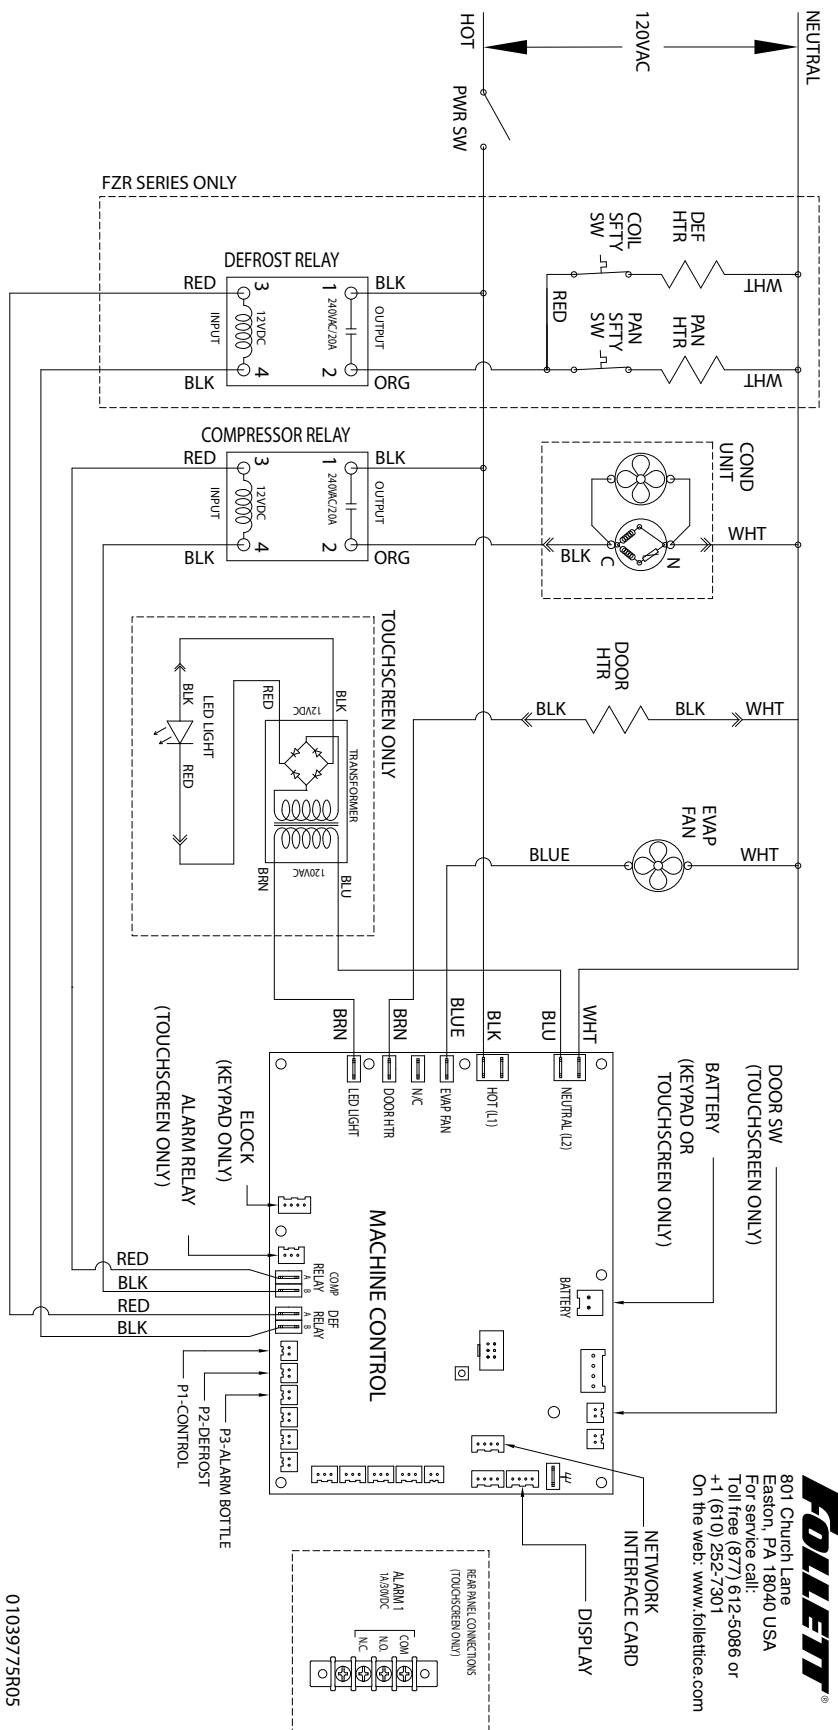 NEUTRAL
120VAC
HOT
PWR SW
FZR SERIES ONLY
DEF
HTR
COIL
SFTY
SW
WHT
PAN
HTR
PAN
SFTY
SW
WHT
RED
DEFROST RELAY
RED
BLK
3
1
12VDC
240VAC/20A
INPUT
OUTPUT
4
2
BLK
ORG
COND
UNIT
WHT
N
C
BLK
COMPRESSOR RELAY
RED
BLK
3
1
12VDC
240VAC/20A
INPUT
OUTPUT
4
2
BLK
ORG
TOUCHSCREEN ONLY
LED LIGHT
BLK
RED
RED
BLK
12VDC
TRANSFORMER
120VAC
BRN
BLU
DOOR
HTR
BLK
BLK
WHT
EVAP
FAN
BLUE
WHT
BRN
BRN
BLUE
BLK
BLU
WHT
LED LIGHT
DOOR HTR
N/C
EVAP FAN
HOT (L1)
NEUTRAL (L2)
MACHINE CONTROL
DOOR SW
(TOUCHSCREEN ONLY)
BATTERY
(KEYPAD OR
TOUCHSCREEN ONLY)
BATTERY
ELOCK
(KEYPAD ONLY)
ALARM RELAY
(TOUCHSCREEN ONLY)
RED
BLK
RED
BLK
COMP
RELAY
A
B
DEF
RELAY
A
B
P1-CONTROL
P2-DEFROST
P3-ALARM BOTTLE
NETWORK
INTERFACE CARD
DISPLAY
REAR PANEL CONNECTIONS
(TOUCHSCREEN ONLY)
ALARM 1
1A/30VDC
COM
N.O.
N.C.
FOLLETT®
801 Church Lane
Easton, PA 18040 USA
For service call:
Toll free (877) 612-5086 or
+1 (610) 252-7301
On the web: www.follettice.com
01039775R05